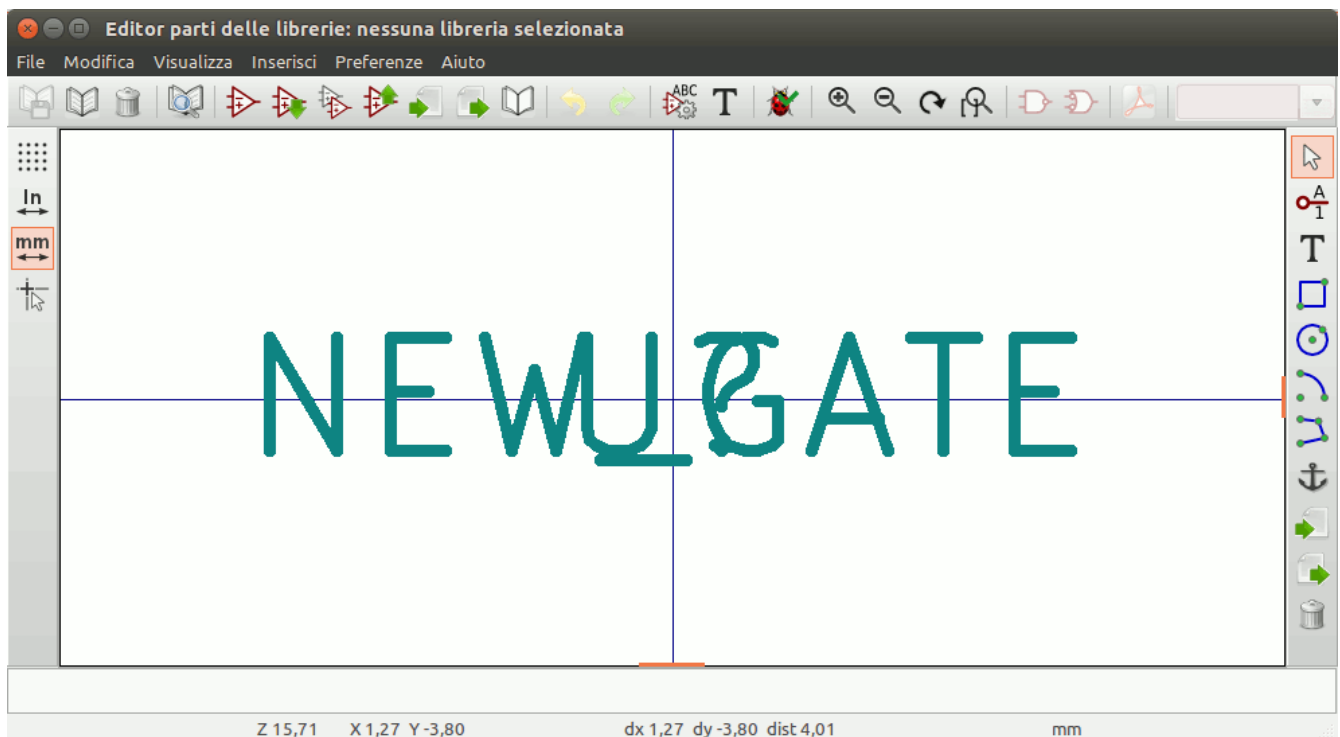 Editor parti delle librerie: nessuna libreria selezionata
File Modifica Visualizza Inserisci Preferenze Aiuto
ABC T
In
A
1
mm
T
NEW_GATE
U?
Z 15,71 X 1,27 Y -3,80 dx 1,27 dy -3,80 dist 4,01 mm